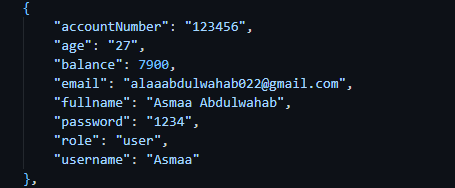 {
"accountNumber": "123456",
"age": "27",
"balance": 7900,
"email": "alaaabdulwahab022@gmail.com",
"fullname": "Asmaa Abdulwahab",
"password": "1234",
"role": "user",
"username": "Asmaa"
},